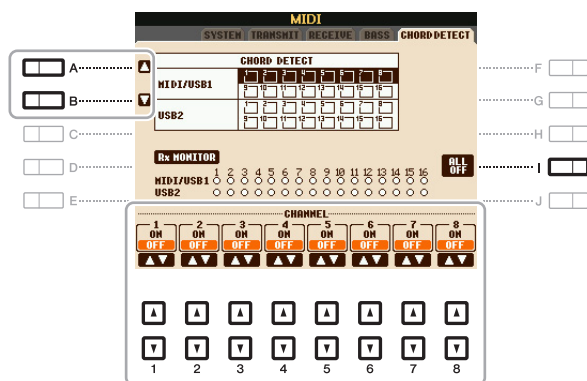 MIDI
SYSTEM TRANSMIT RECEIVE BASS CHORD DETECT
CHORD DETECT
MIDI/USB1
1 2 3 4 5 6 7 8
9 10 11 12 13 14 15 16
USB2
1 2 3 4 5 6 7 8
9 10 11 12 13 14 15 16
A
B
C
D
E
F
G
H
I
J
Rx MONITOR
1 2 3 4 5 6 7 8 9 10 11 12 13 14 15 16
MIDI/USB1
USB2
ALL
OFF
CHANNEL
1 2 3 4 5 6 7 8
ON ON ON ON ON ON ON ON
OFF OFF OFF OFF OFF OFF OFF OFF
1 2 3 4 5 6 7 8